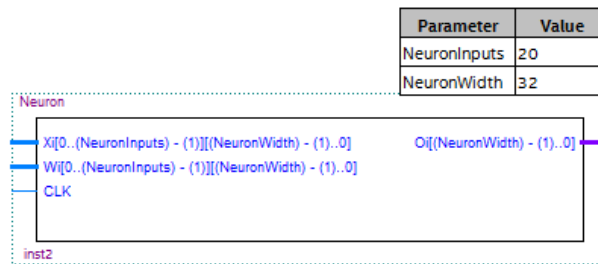 Parameter Value
NeuronInputs 20
NeuronWidth 32
Neuron
Xi[0..(NeuronInputs) - (1)][(NeuronWidth) - (1)..0] Oi[(NeuronWidth) - (1)..0]
Wi[0..(NeuronInputs) - (1)][(NeuronWidth) - (1)..0]
CLK
inst2